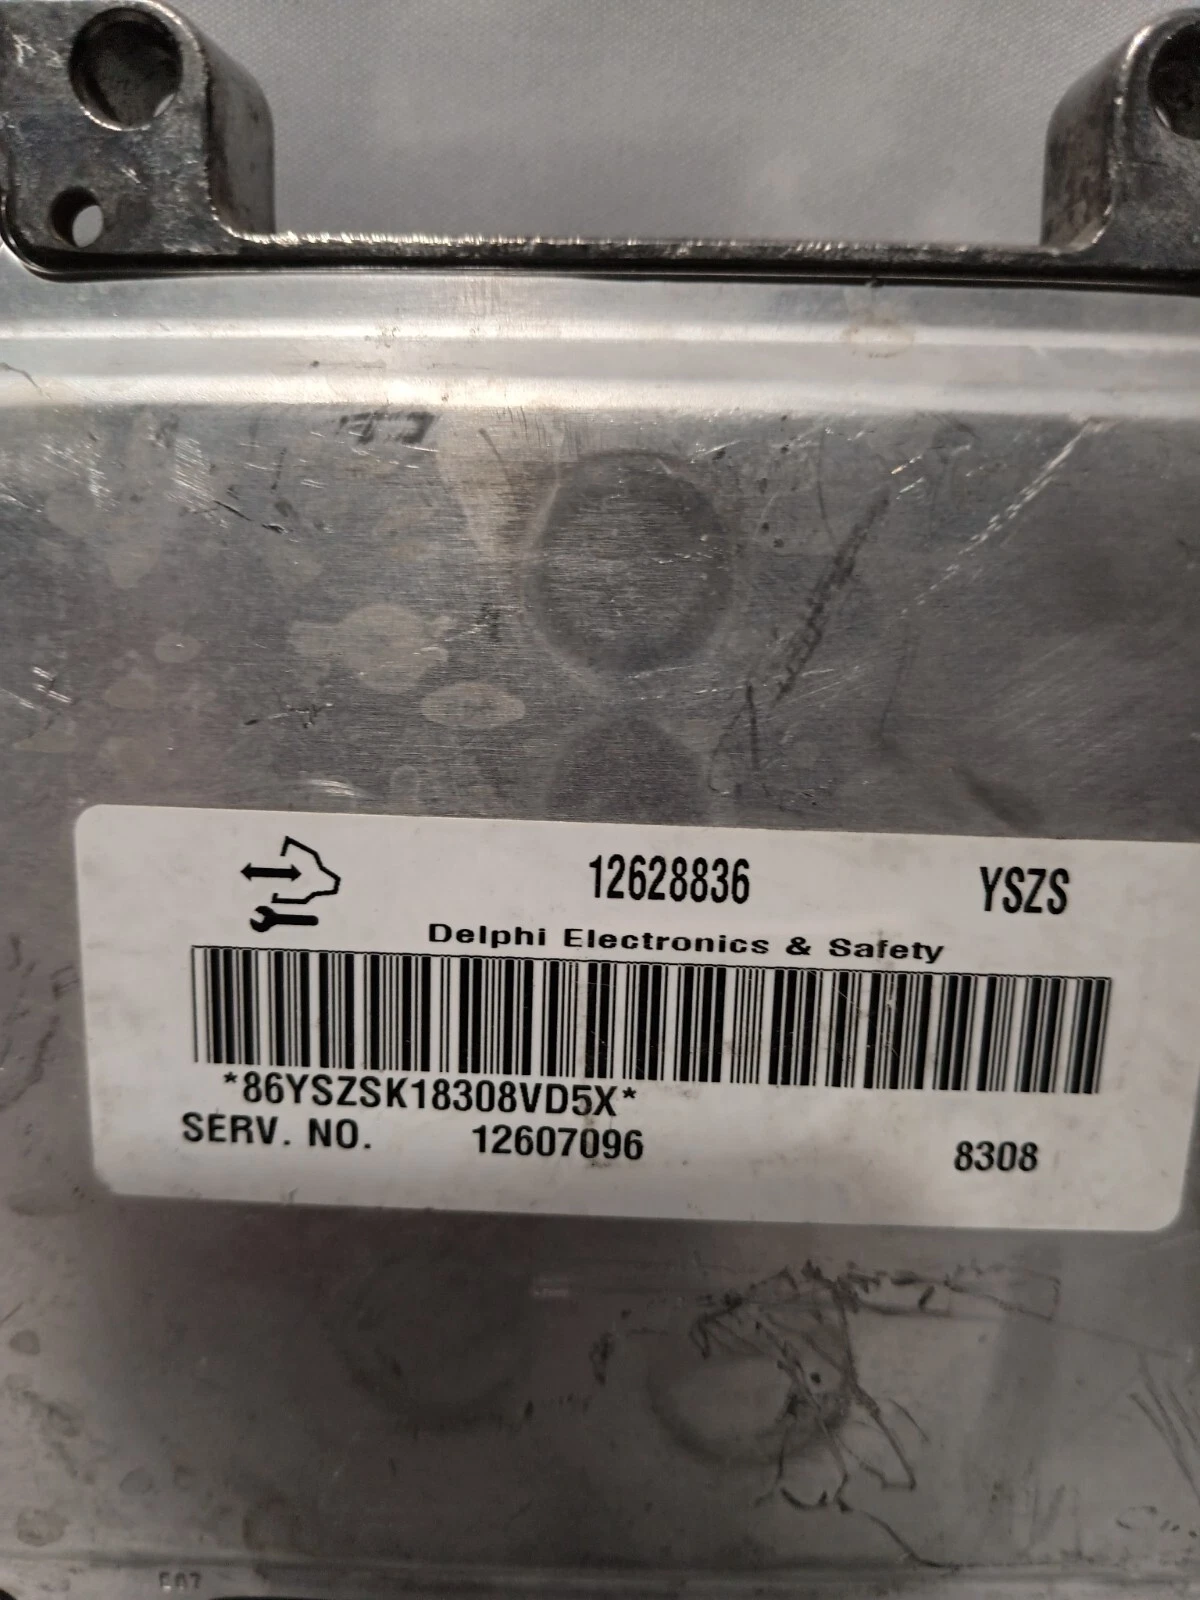 12628836 YSZS
Delphi Electronics & Safety
*86YSZSK18308VD5X*
SERV. NO. 12607096 8308